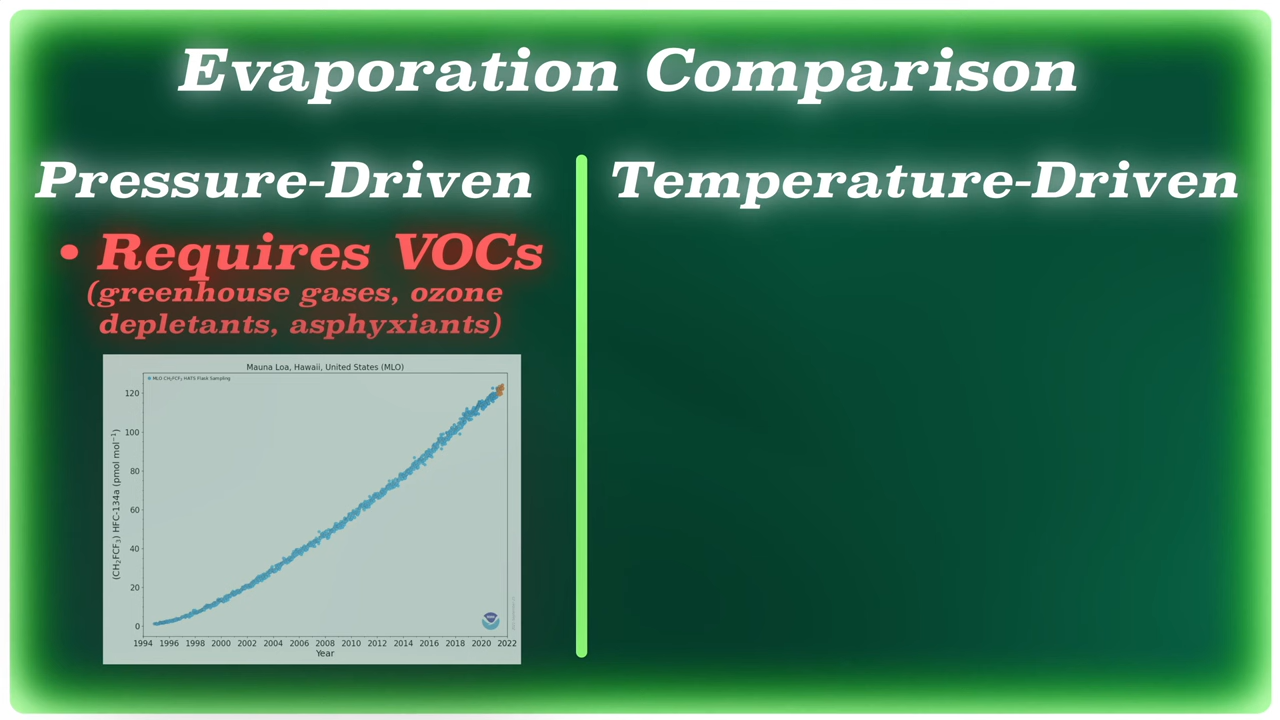 Evaporation Comparison
Pressure-Driven
Temperature-Driven
• Requires VOCs
(greenhouse gases, ozone
depletants, asphyxiants)
Mauna Loa, Hawaii, United States (MLO)
MLO CH₂FCF₃ HATS Flask Sampling
(CH₂FCF₃) HFC-134a (pmol mol⁻¹)
120
100
80
60
40
20
0
1994 1996 1998 2000 2002 2004 2006 2008 2010 2012 2014 2016 2018 2020 2022
Year